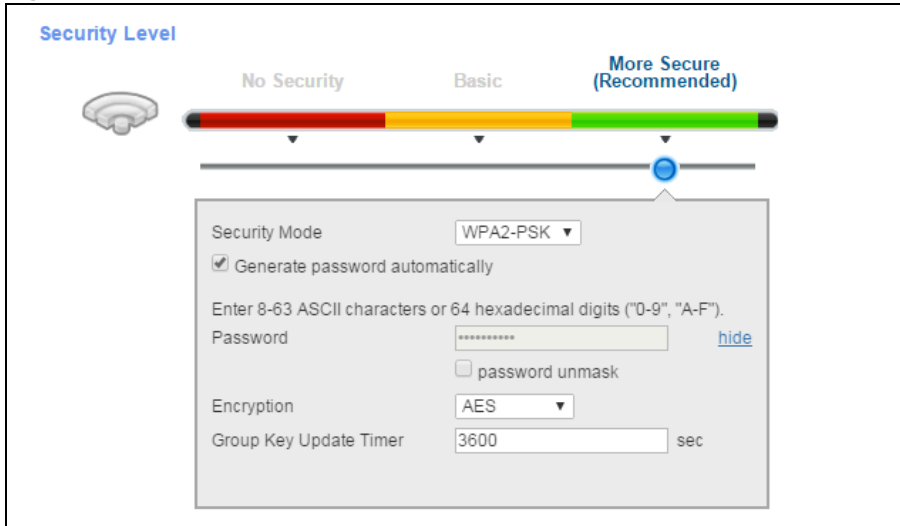 Security Level
No Security
Basic
More Secure
(Recommended)
Security Mode WPA2-PSK
Generate password automatically
Enter 8-63 ASCII characters or 64 hexadecimal digits ("0-9", "A-F").
Password •••••••••• hide
password unmask
Encryption AES
Group Key Update Timer 3600 sec